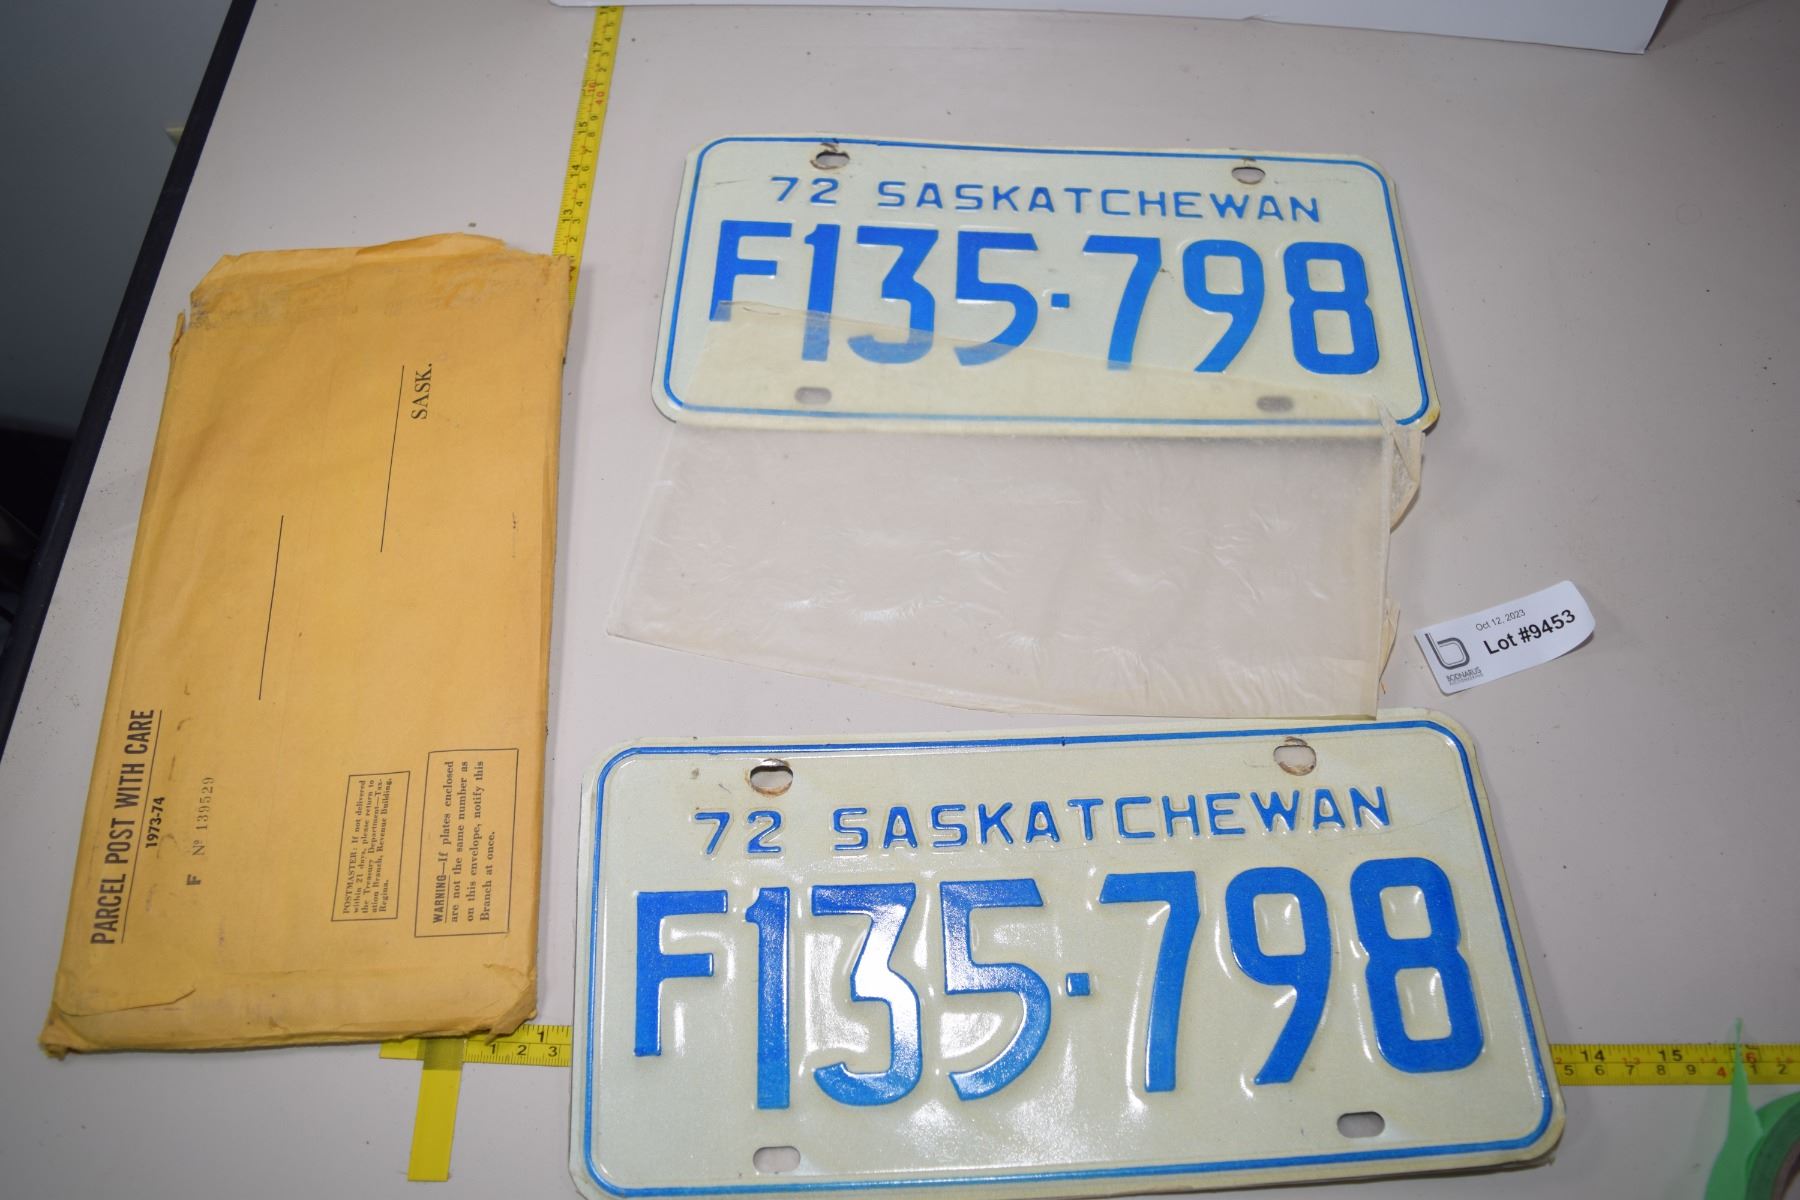 72 SASKATCHEWAN
F135-798
SASK.
PARCEL POST WITH CARE
1973-74
F Nº 139529
POSTMASTER: If not delivered
within 21 days, please return to
the Treasury Department—Tax-
ation Branch, Revenue Building,
Regina.
WARNING—If plates enclosed
are not the same number as
on this envelope, notify this
Branch at once.
Oct 12, 2023
Lot #9453
b
BODNARUS
AUCTIONEERING
72 SASKATCHEWAN
F135-798